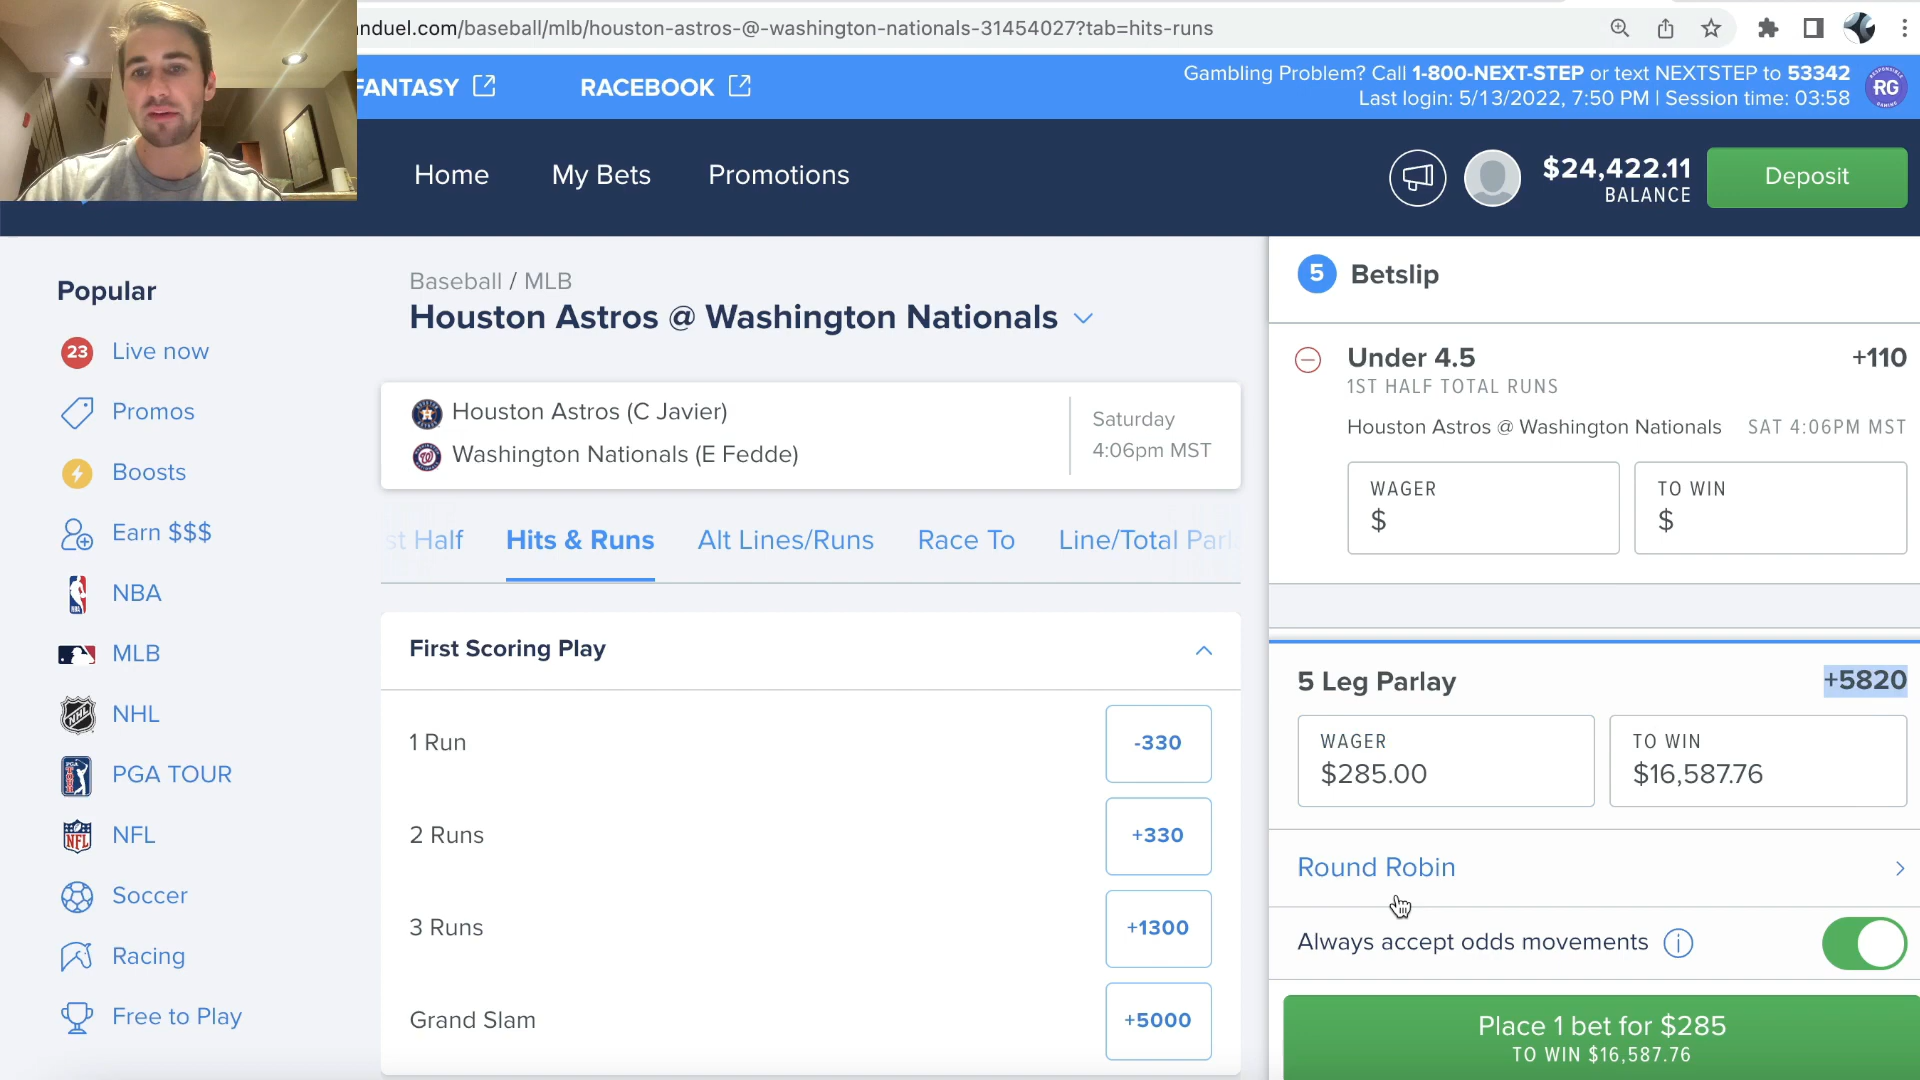 nduel.com/baseball/mlb/houston-astros-@-washington-nationals-31454027?tab=hits-runs
FANTASY
RACEBOOK
Gambling Problem? Call 1-800-NEXT-STEP or text NEXTSTEP to 53342
Last login: 5/13/2022, 7:50 PM | Session time: 03:58
RESPONSIBLE
RG
GAMING
Home
My Bets
Promotions
$24,422.11
BALANCE
Deposit
Popular
23 Live now
Promos
Boosts
Earn $$$
NBA
MLB
NHL
PGA TOUR
NFL
Soccer
Racing
Free to Play
Baseball / MLB
Houston Astros @ Washington Nationals
Houston Astros (C Javier)
Washington Nationals (E Fedde)
Saturday
4:06pm MST
st Half
Hits & Runs
Alt Lines/Runs
Race To
Line/Total Parl
First Scoring Play
1 Run
-330
2 Runs
+330
3 Runs
+1300
Grand Slam
+5000
5 Betslip
Under 4.5
+110
1ST HALF TOTAL RUNS
Houston Astros @ Washington Nationals
SAT 4:06PM MST
WAGER
$
TO WIN
$
5 Leg Parlay
+5820
WAGER
$285.00
TO WIN
$16,587.76
Round Robin
Always accept odds movements
Place 1 bet for $285
TO WIN $16,587.76